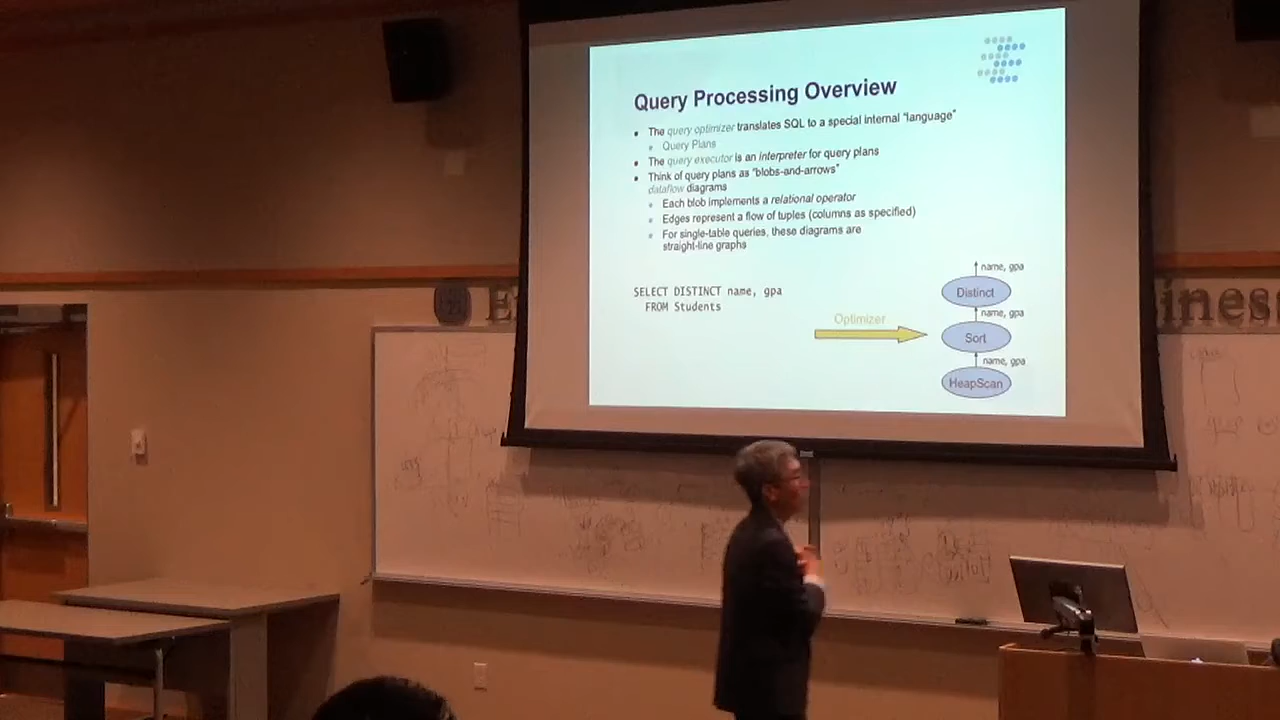 Query Processing Overview
• The query optimizer translates SQL to a special internal "language"
Query Plans
• The query executor is an interpreter for query plans
• Think of query plans as "blobs-and-arrows"
dataflow diagrams
Each blob implements a relational operator
Edges represent a flow of tuples (columns as specified)
For single-table queries, these diagrams are
straight-line graphs
SELECT DISTINCT name, gpa
FROM Students
Optimizer
name, gpa
Distinct
name, gpa
Sort
name, gpa
HeapScan